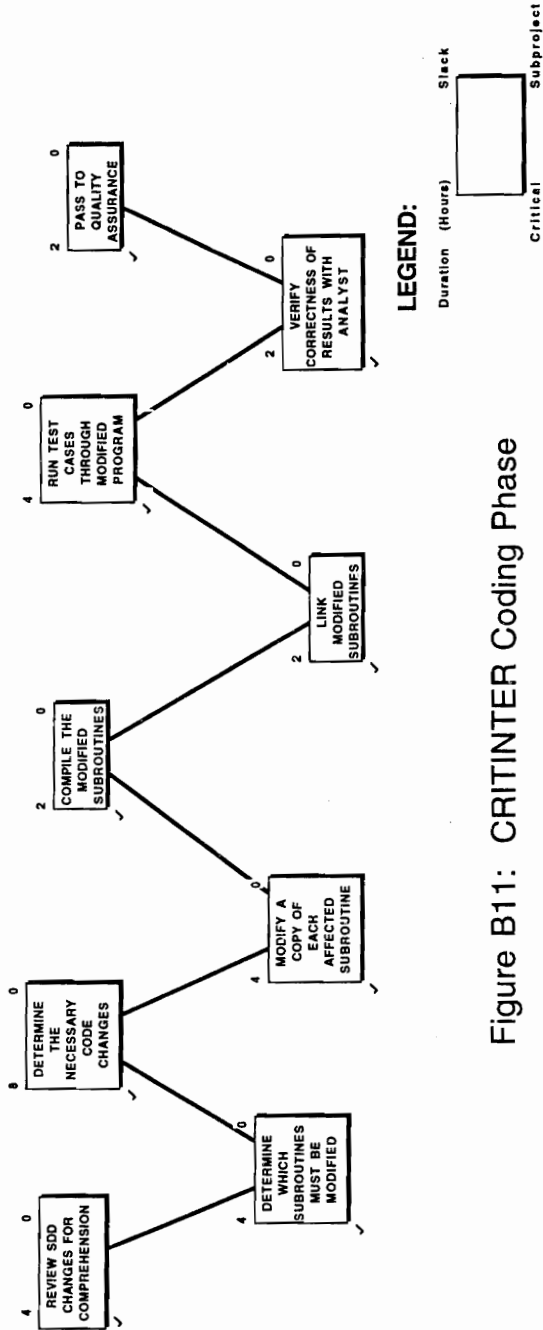 4 0
REVIEW SDD
CHANGES FOR
COMPREHENSION
4 0
DETERMINE
WHICH
SUBROUTINES
MUST BE
MODIFIED
8 0
DETERMINE
THE
NECESSARY
CODE
CHANGES
4 0
MODIFY A
COPY OF
EACH
AFFECTED
SUBROUTINE
2 0
COMPILE THE
MODIFIED
SUBROUTINES
2 0
LINK
MODIFIED
SUBROUTINES
4 0
RUN TEST
CASES
THROUGH
MODIFIED
PROGRAM
2 0
VERIFY
CORRECTNESS OF
RESULTS WITH
ANALYST
2 0
PASS TO
QUALITY
ASSURANCE
LEGEND:
Duration (Hours) Slack
Critical Subproject
Figure B11: CRITINTER Coding Phase